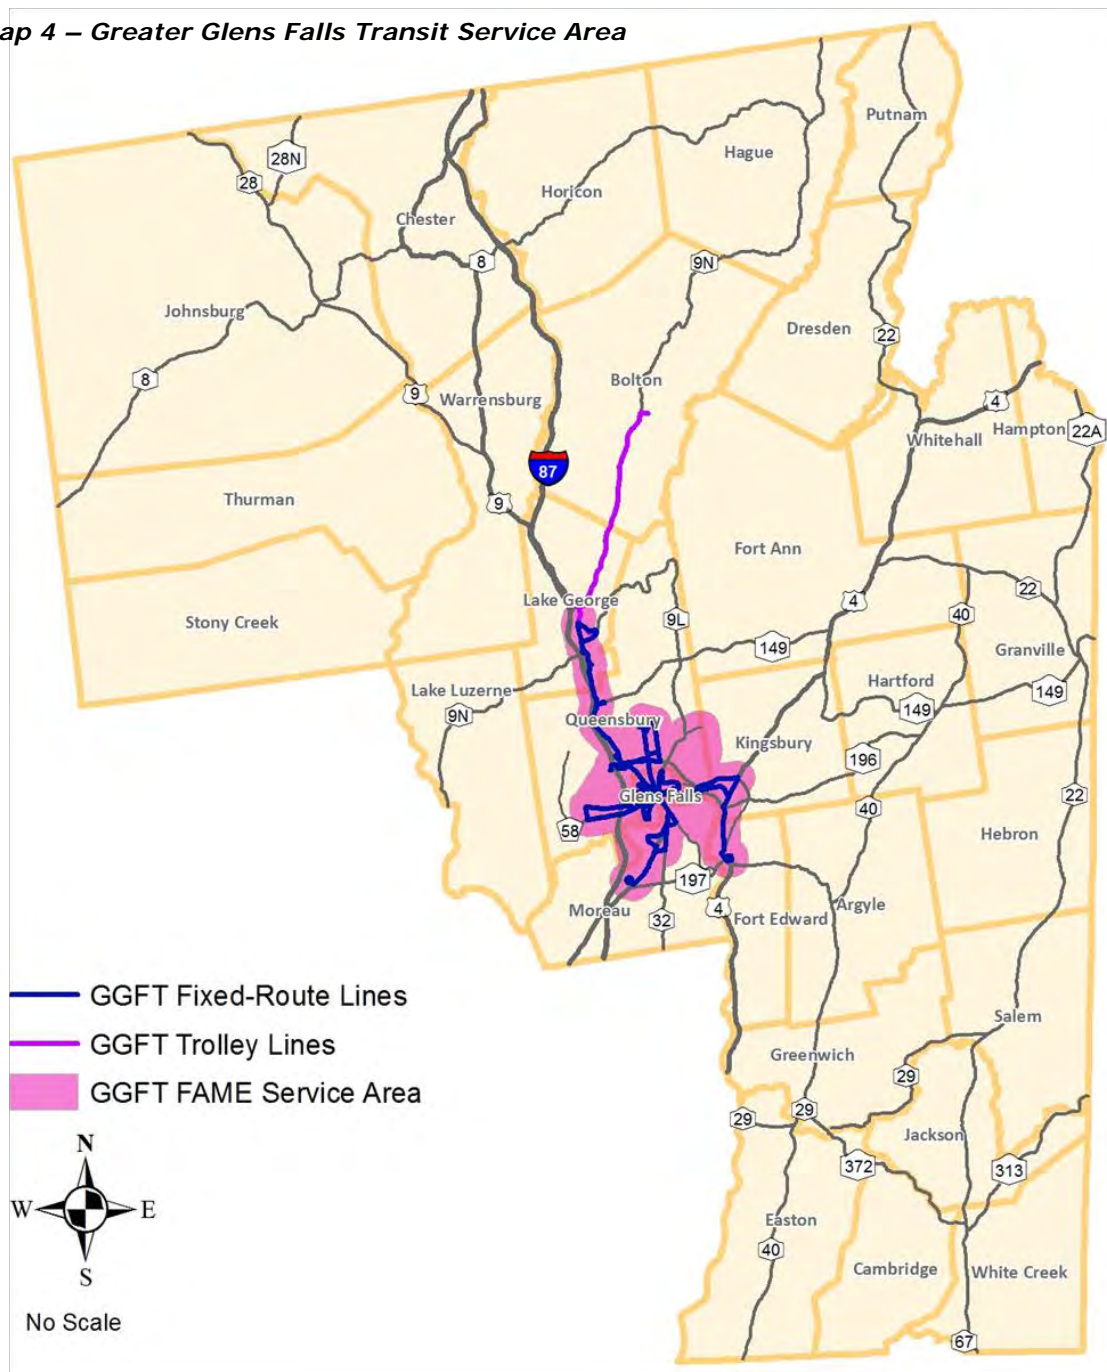 ap 4 – Greater Glens Falls Transit Service Area
Putnam
28N
Hague
28
Horicon
Chester
8
9N
Johnsburg
Dresden
22
8
Bolton
9
Warrensburg
4
Hampton
22A
Whitehall
87
Thurman
9
Fort Ann
22
Lake George
4
40
Stony Creek
9L
149
Granville
Hartford
Lake Luzerne
149
149
9N
Queensbury
Kingsbury
196
Glens Falls
22
40
58
Hebron
197
Moreau
32
4
Fort Edward
Argyle
GGFT Fixed-Route Lines
Salem
GGFT Trolley Lines
Greenwich
29
GGFT FAME Service Area
29
29
N
Jackson
372
313
W
E
Easton
40
S
Cambridge
White Creek
No Scale
67